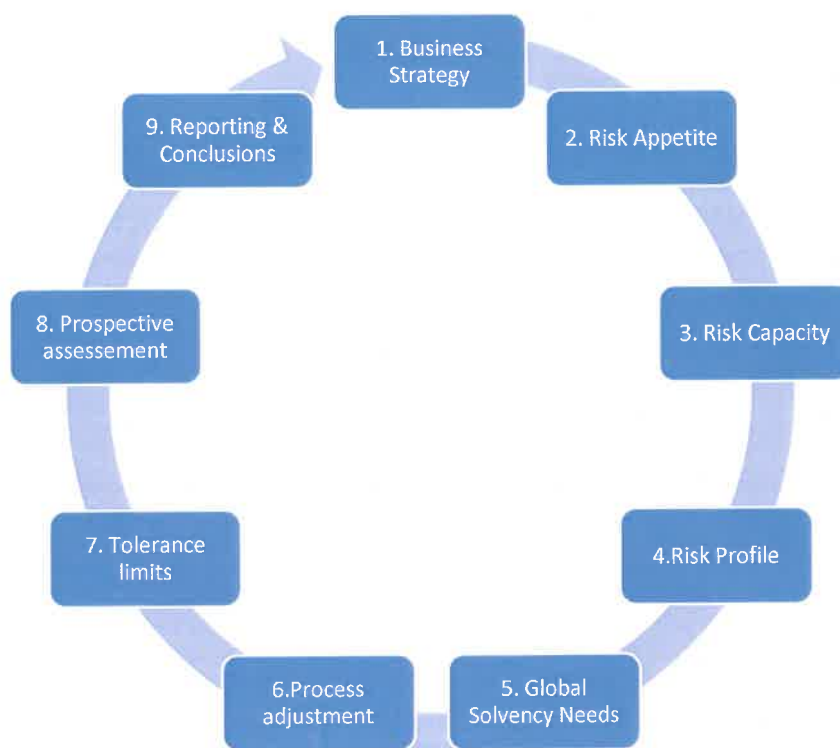 1. Business
Strategy
2. Risk Appetite
3. Risk Capacity
4.Risk Profile
5. Global
Solvency Needs
6.Process
adjustment
7. Tolerance
limits
8. Prospective
assessement
9. Reporting &
Conclusions